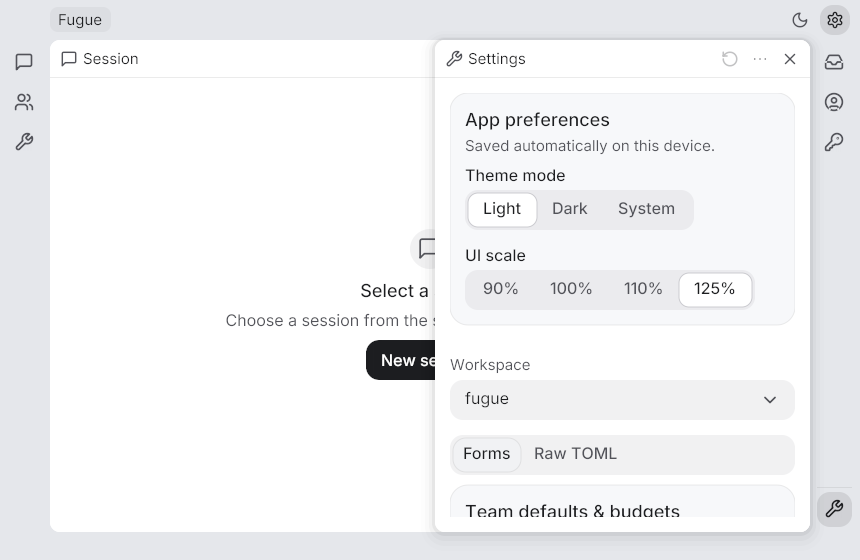 Fugue
Session
Settings
App preferences
Saved automatically on this device.
Theme mode
Light Dark System
UI scale
90% 100% 110% 125%
Select a
Choose a session from the
New se
Workspace
fugue
Forms Raw TOML
Team defaults & budgets